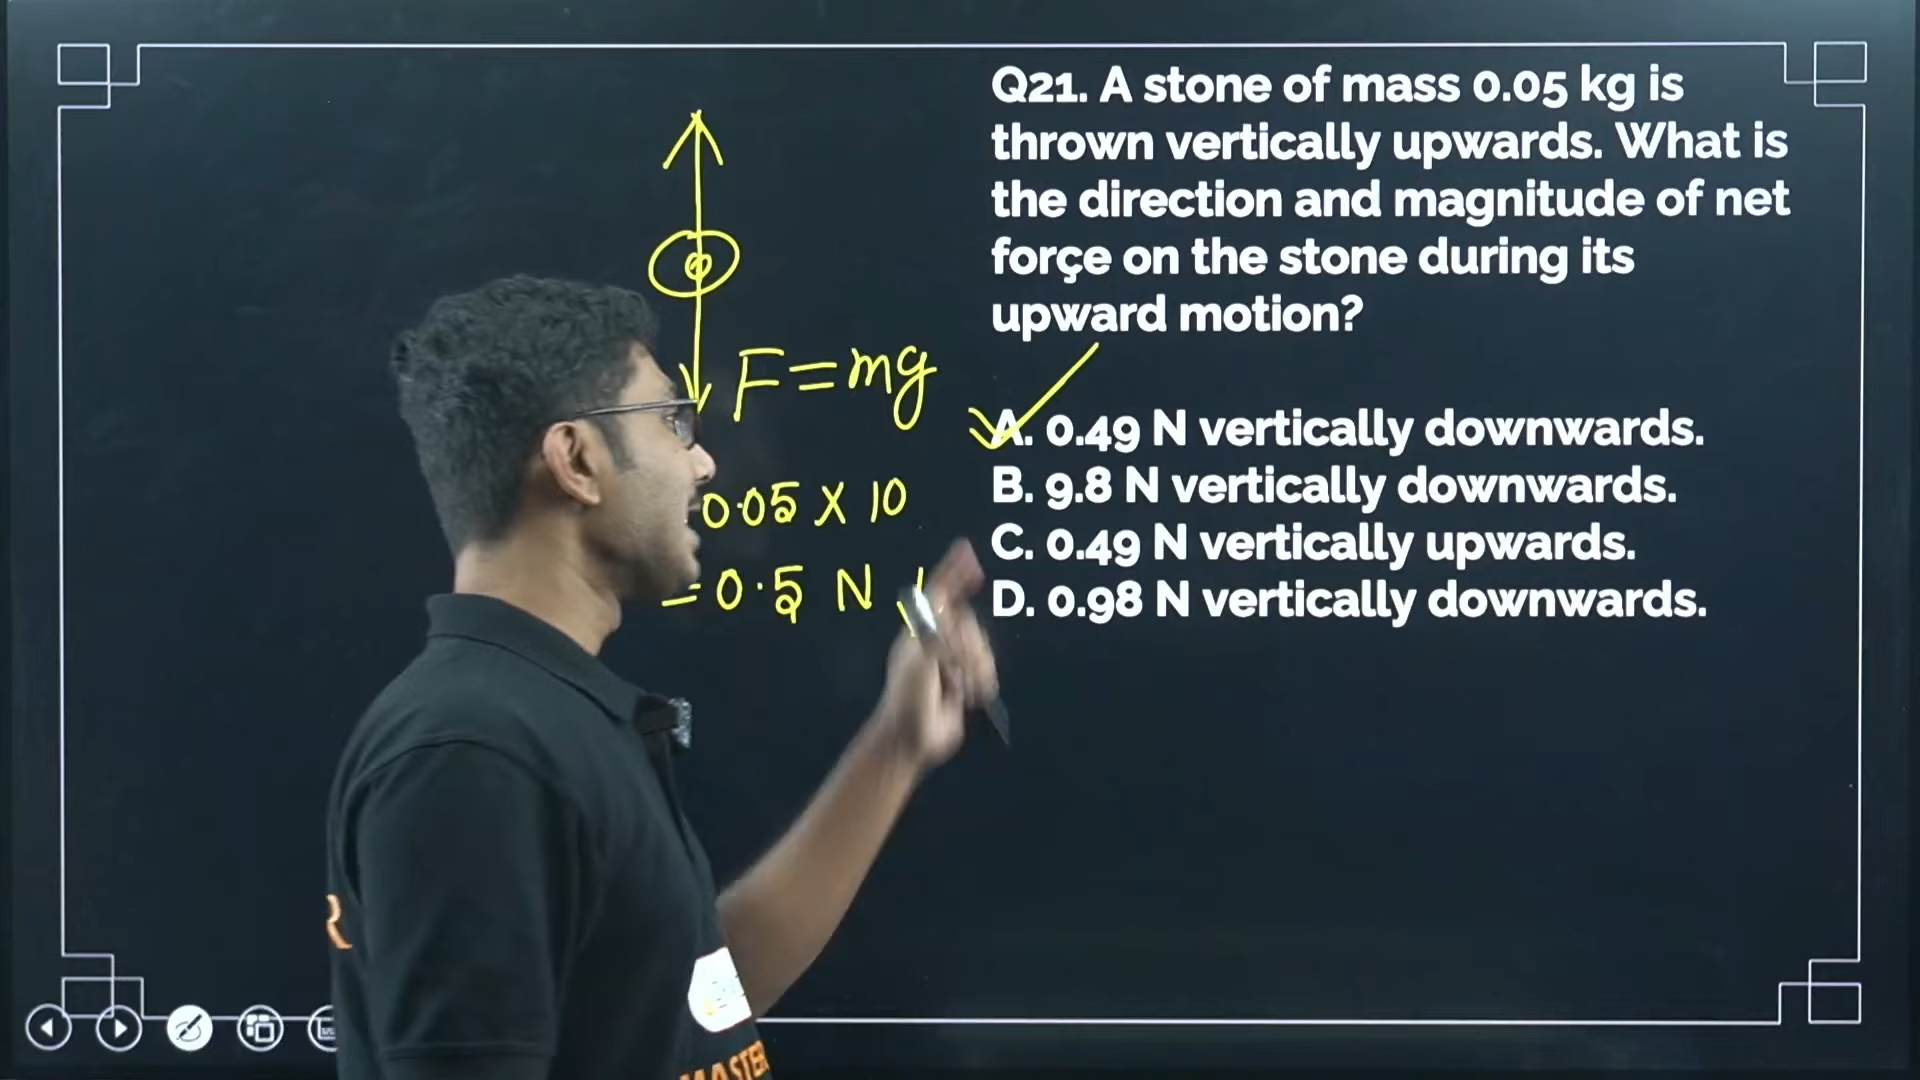 Q21. A stone of mass 0.05 kg is
thrown vertically upwards. What is
the direction and magnitude of net
forçe on the stone during its
upward motion?
A. 0.49 N vertically downwards.
B. 9.8 N vertically downwards.
C. 0.49 N vertically upwards.
D. 0.98 N vertically downwards.
F=mg
0.05 X 10
=0.5 N
R
MASTER